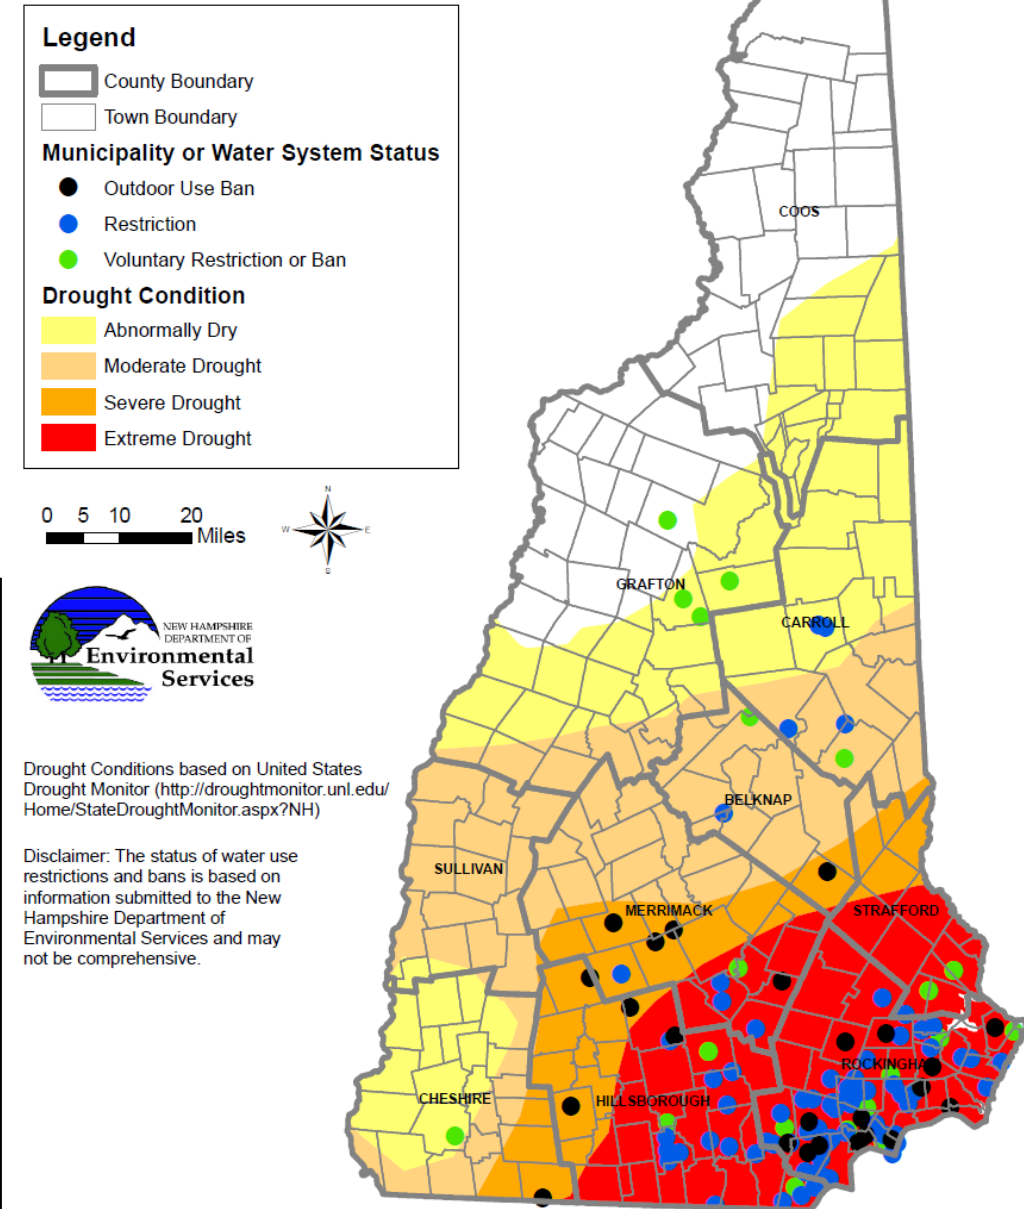 Legend
County Boundary
Town Boundary
Municipality or Water System Status
Outdoor Use Ban
Restriction
Voluntary Restriction or Ban
Drought Condition
Abnormally Dry
Moderate Drought
Severe Drought
Extreme Drought
0 5 10 20
Miles
N
W E
S
NEW HAMPSHIRE
DEPARTMENT OF
Environmental
Services
Drought Conditions based on United States
Drought Monitor (http://droughtmonitor.unl.edu/
Home/StateDroughtMonitor.aspx?NH)
Disclaimer: The status of water use
restrictions and bans is based on
information submitted to the New
Hampshire Department of
Environmental Services and may
not be comprehensive.
COOS
GRAFTON
CARROLL
BELKNAP
SULLIVAN
MERRIMACK
STRAFFORD
ROCKINGHA
CHESHIRE
HILLSBOROUGH